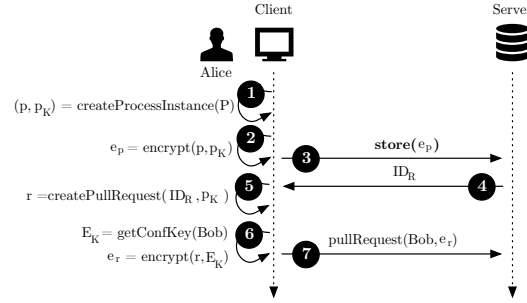 Client
Server
Alice
1
(p, p_K) = createProcessInstance(P)
2
e_p = encrypt(p,p_K)
3
store(e_p)
ID_R
4
5
r =createPullRequest( ID_R ,p_K )
6
E_K = getConfKey(Bob)
e_r = encrypt(r,E_K)
7
pullRequest(Bob,e_r)